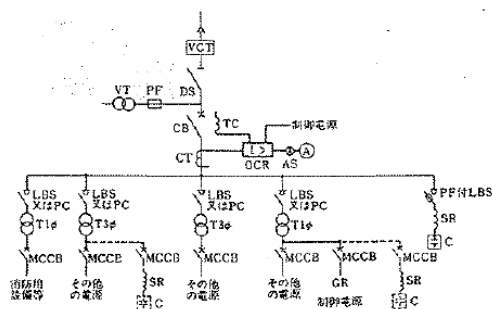 VCT
DS
VT PF
CB
TC
制御電源
I>
OCR AS A
CT
LBS
又はPC
LBS
又はPC
LBS
又はPC
LBS
又はPC
PF付LBS
T1φ
T3φ
T3φ
T1φ
SR
C
MCCB
MCCB
MCCB
MCCB
MCCB
MCCB
MCCB
消防用
設備等
その他
の電源
SR
C
その他
の電源
その他
の電源
GR
制御電源
SR
C